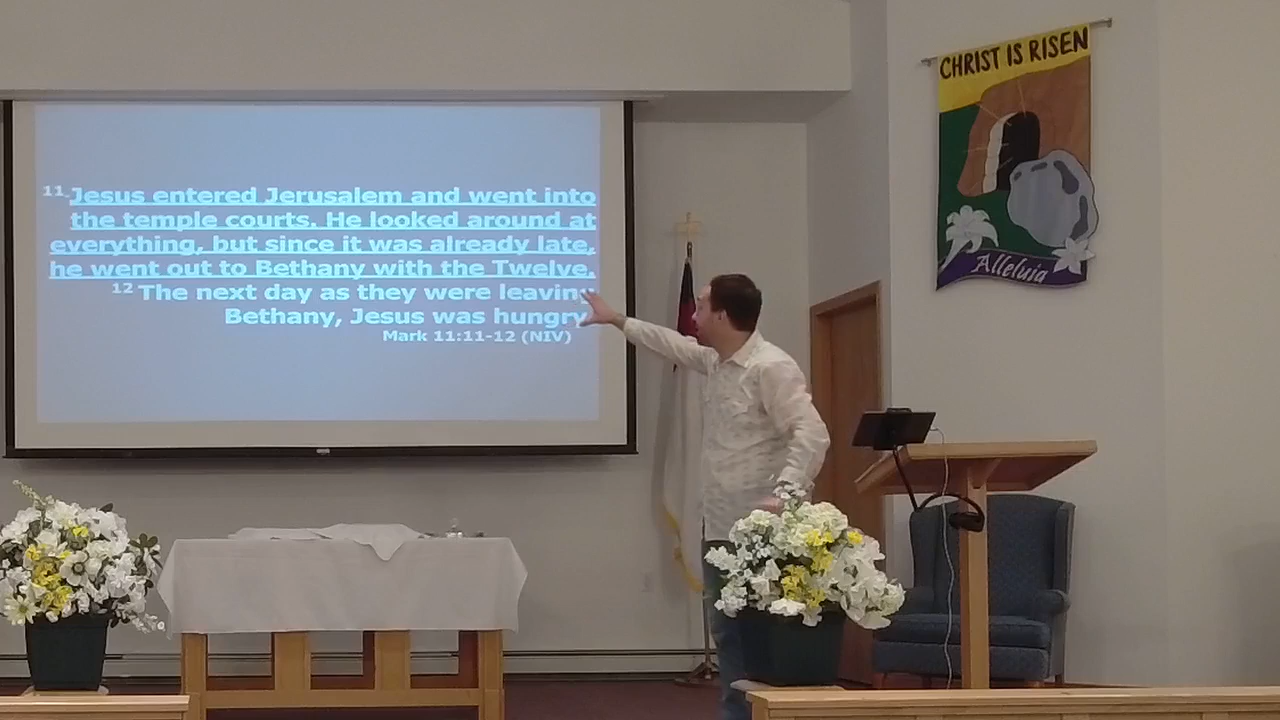 11 Jesus entered Jerusalem and went into
the temple courts. He looked around at
everything, but since it was already late,
he went out to Bethany with the Twelve.
12 The next day as they were leaving
Bethany, Jesus was hungry
Mark 11:11-12 (NIV)
CHRIST IS RISEN
Alleluia